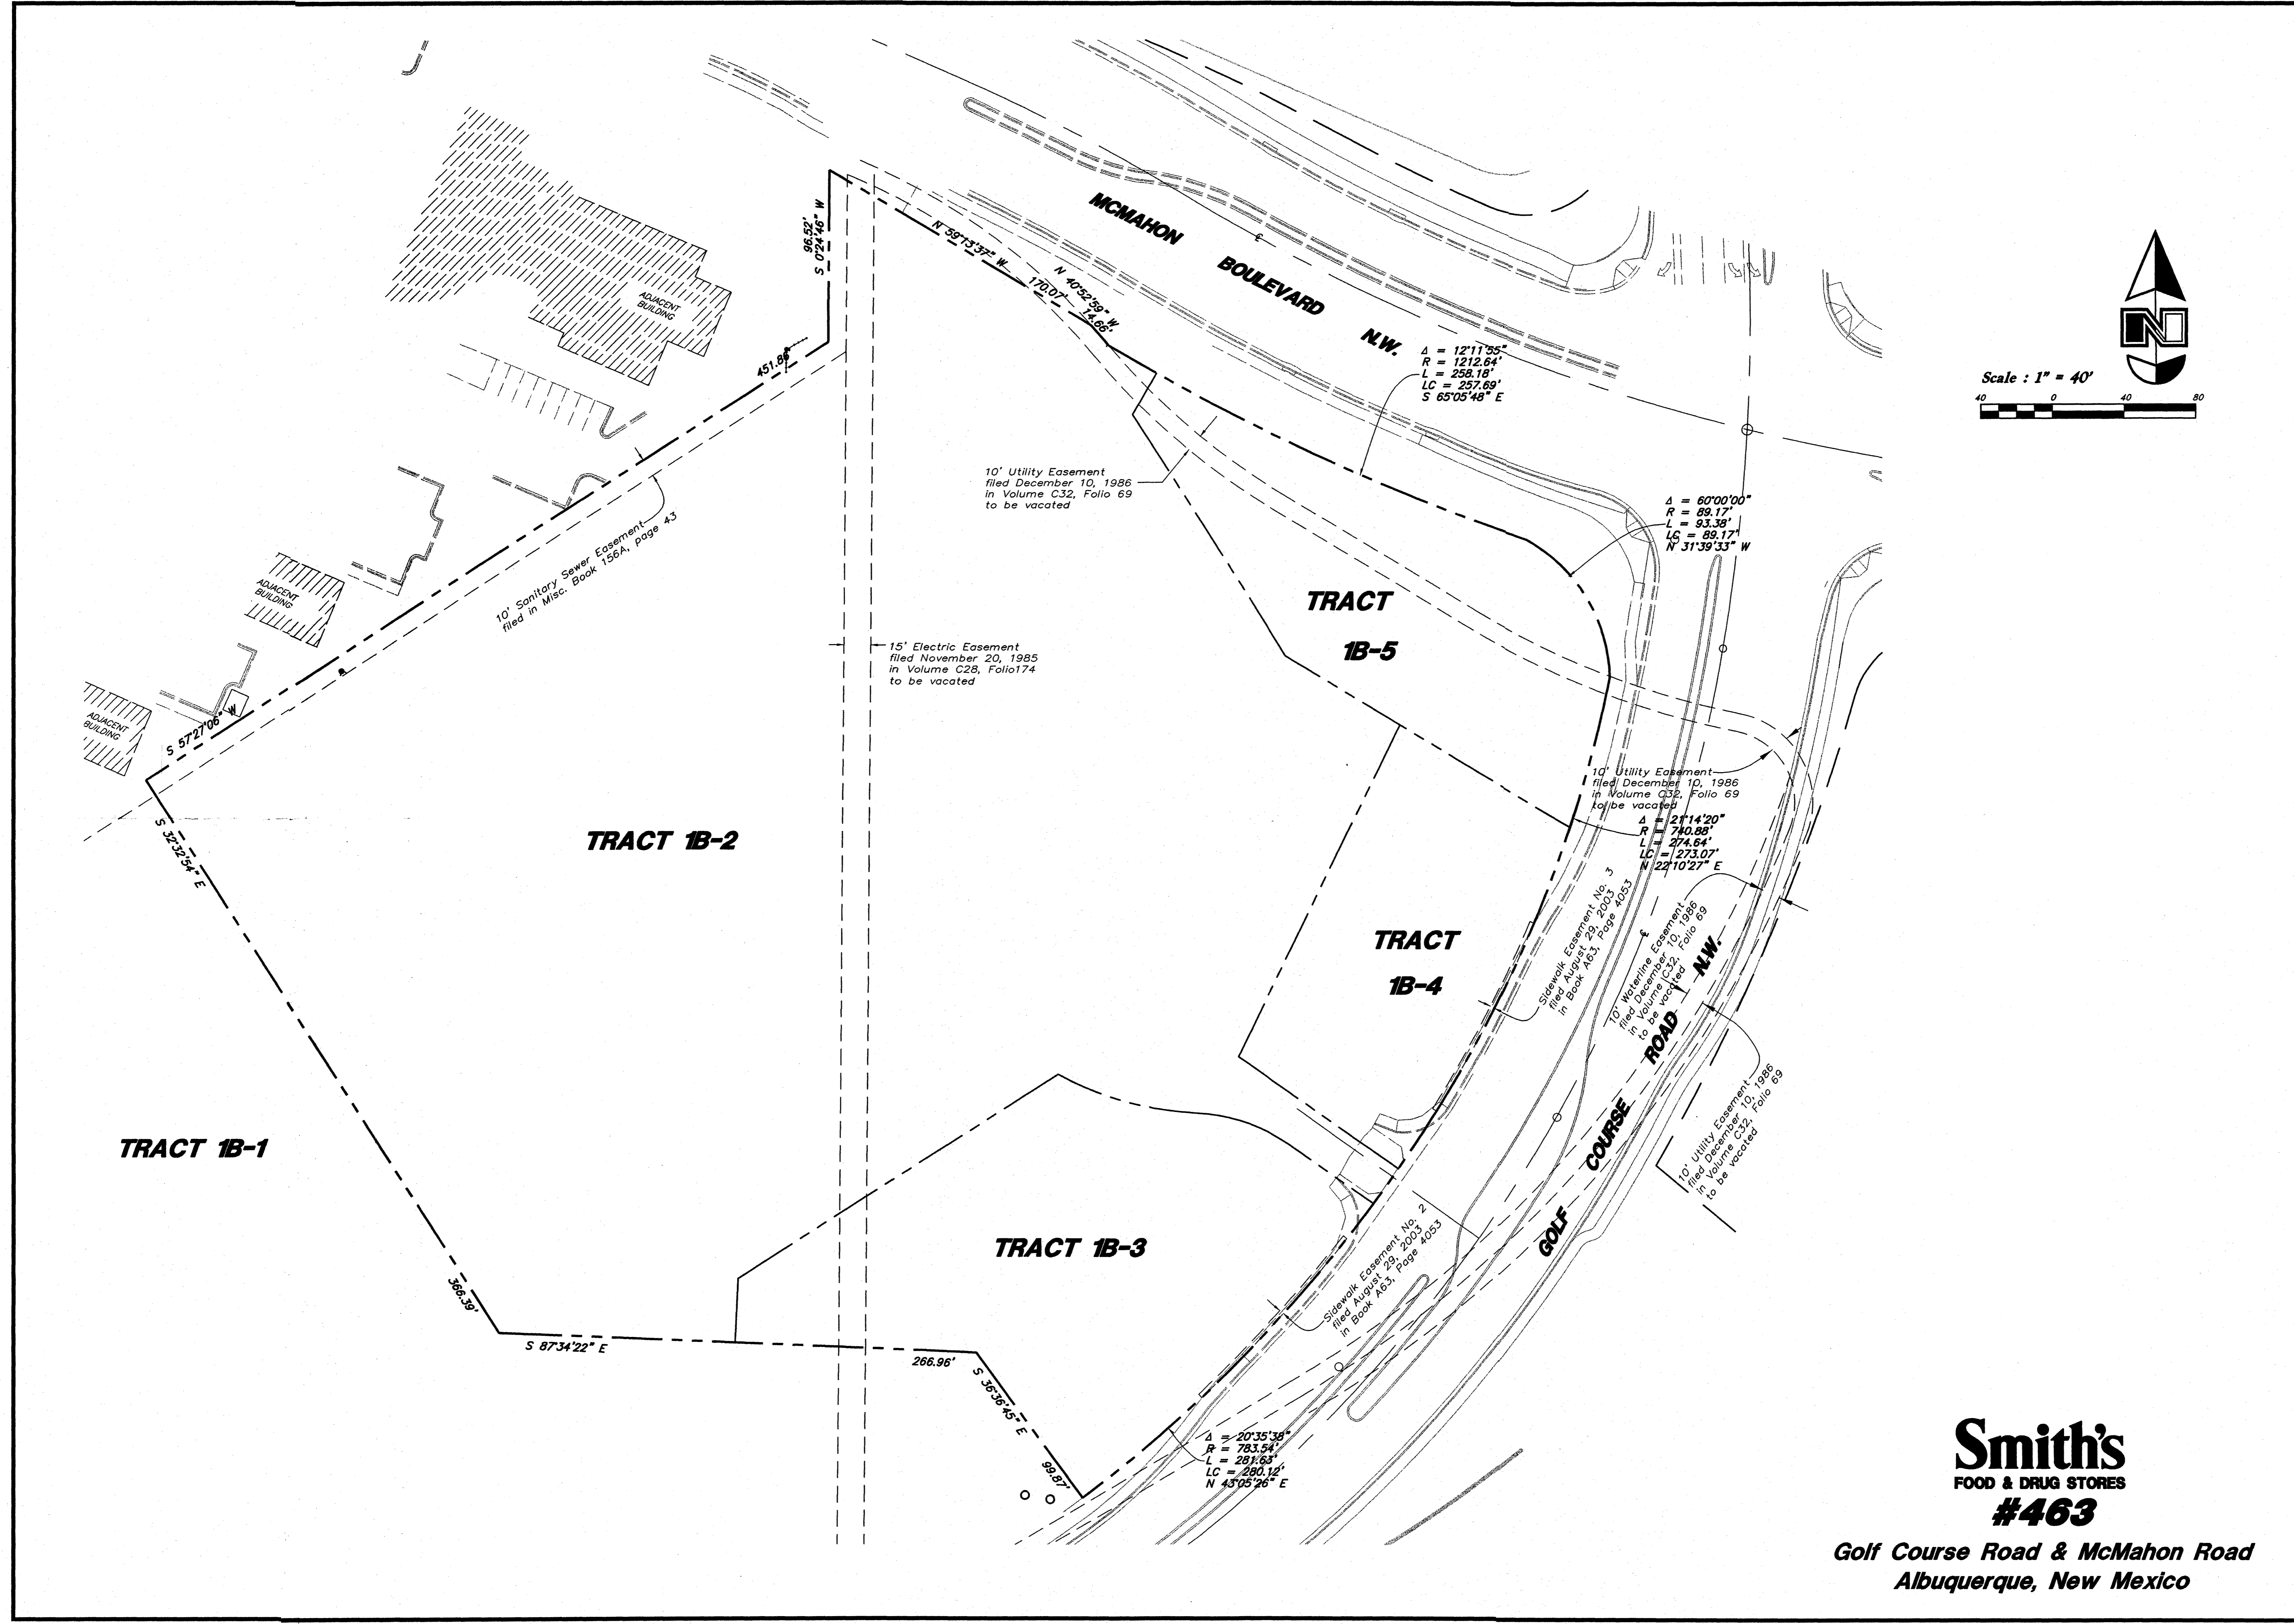 MCMAHON BOULEVARD N.W.
℄
96.52'
S 0°24'46" W
N 59°13'37" W
170.07'
N 40°52'59" W
14.66'
Δ = 12°11'55"
R = 1212.64'
L = 258.18'
LC = 257.69'
S 65°05'48" E
Scale : 1" = 40'
40 0 40 80
N
ADJACENT
BUILDING
451.86'
10' Utility Easement
filed December 10, 1986
in Volume C32, Folio 69
to be vacated
Δ = 60°00'00"
R = 89.17'
L = 93.38'
LC = 89.17'
N 31°39'33" W
10' Sanitary Sewer Easement
filed in Misc. Book 156A, page 43
ADJACENT
BUILDING
TRACT
1B-5
15' Electric Easement
filed November 20, 1985
in Volume C28, Folio174
to be vacated
ADJACENT
BUILDING
S 57°27'06" W
10' Utility Easement
filed December 10, 1986
in Volume C32, Folio 69
to be vacated
Δ = 21°14'20"
R = 740.88'
L = 274.64'
LC = 273.07'
N 22°10'27" E
S 32°32'54" E
TRACT 1B-2
TRACT
1B-4
Sidewalk Easement No. 3
filed August 29, 2003
in Book A63, Page 4053
℄
10' Waterline Easement
filed December 10, 1986
in Volume C32, Folio 69
to be vacated
GOLF COURSE ROAD N.W.
10' Utility Easement
filed December 10, 1986
in Volume C32, Folio 69
to be vacated
TRACT 1B-1
TRACT 1B-3
Sidewalk Easement No. 2
filed August 29, 2003
in Book A63, Page 4053
366.39'
S 87°34'22" E
266.96'
S 36°36'45" E
99.87'
Δ = 20°35'38"
R = 783.54'
L = 281.63'
LC = 280.12'
N 43°05'26" E
Smith's
FOOD & DRUG STORES
#463
Golf Course Road & McMahon Road
Albuquerque, New Mexico